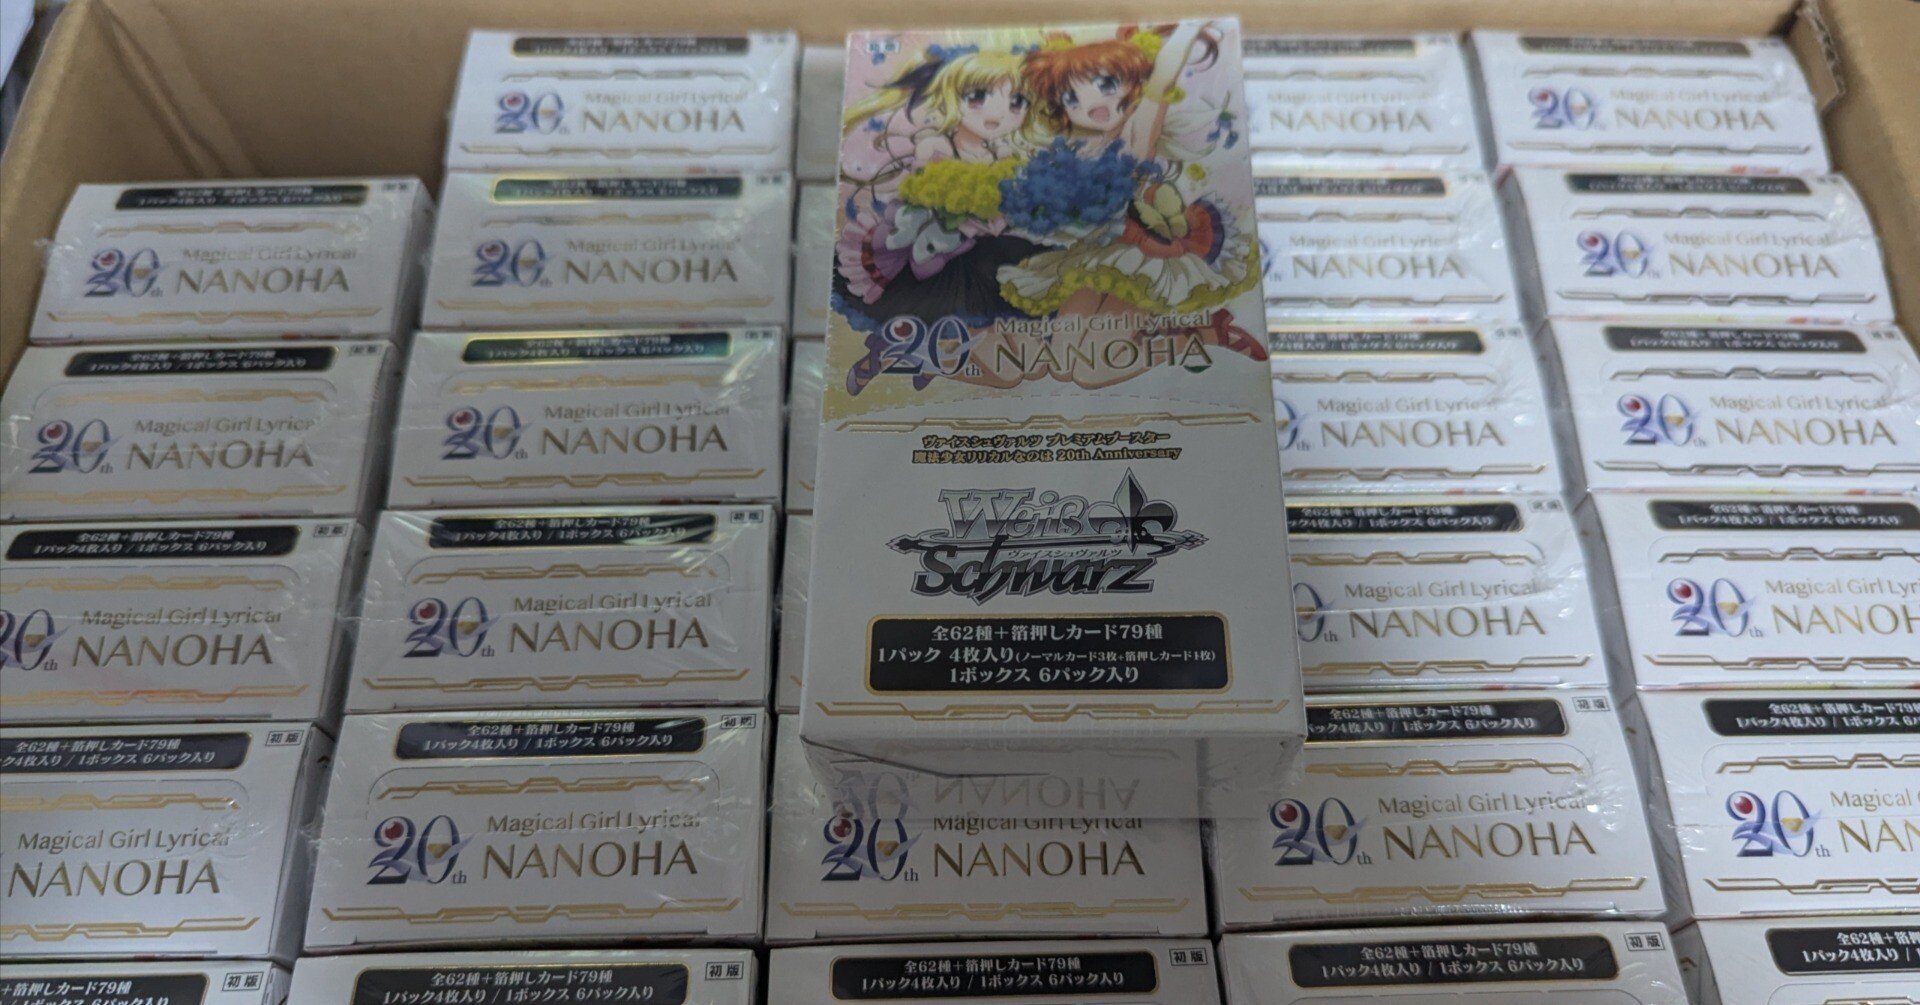 初版
20th Magical Girl Lyrical
NANOHA
ヴァイスシュヴァルツ プレミアムブースター
魔法少女リリカルなのは 20th Anniversary
Weiß
ヴァイスシュヴァルツ
Schwarz
全62種+箔押しカード79種
1パック 4枚入り(ノーマルカード3枚+箔押しカード1枚)
1ボックス 6パック入り
全62種+箔押しカード79種
1パック4枚入り / 1ボックス 6パック入り
初版
20th Magical Girl Lyrical
NANOHA